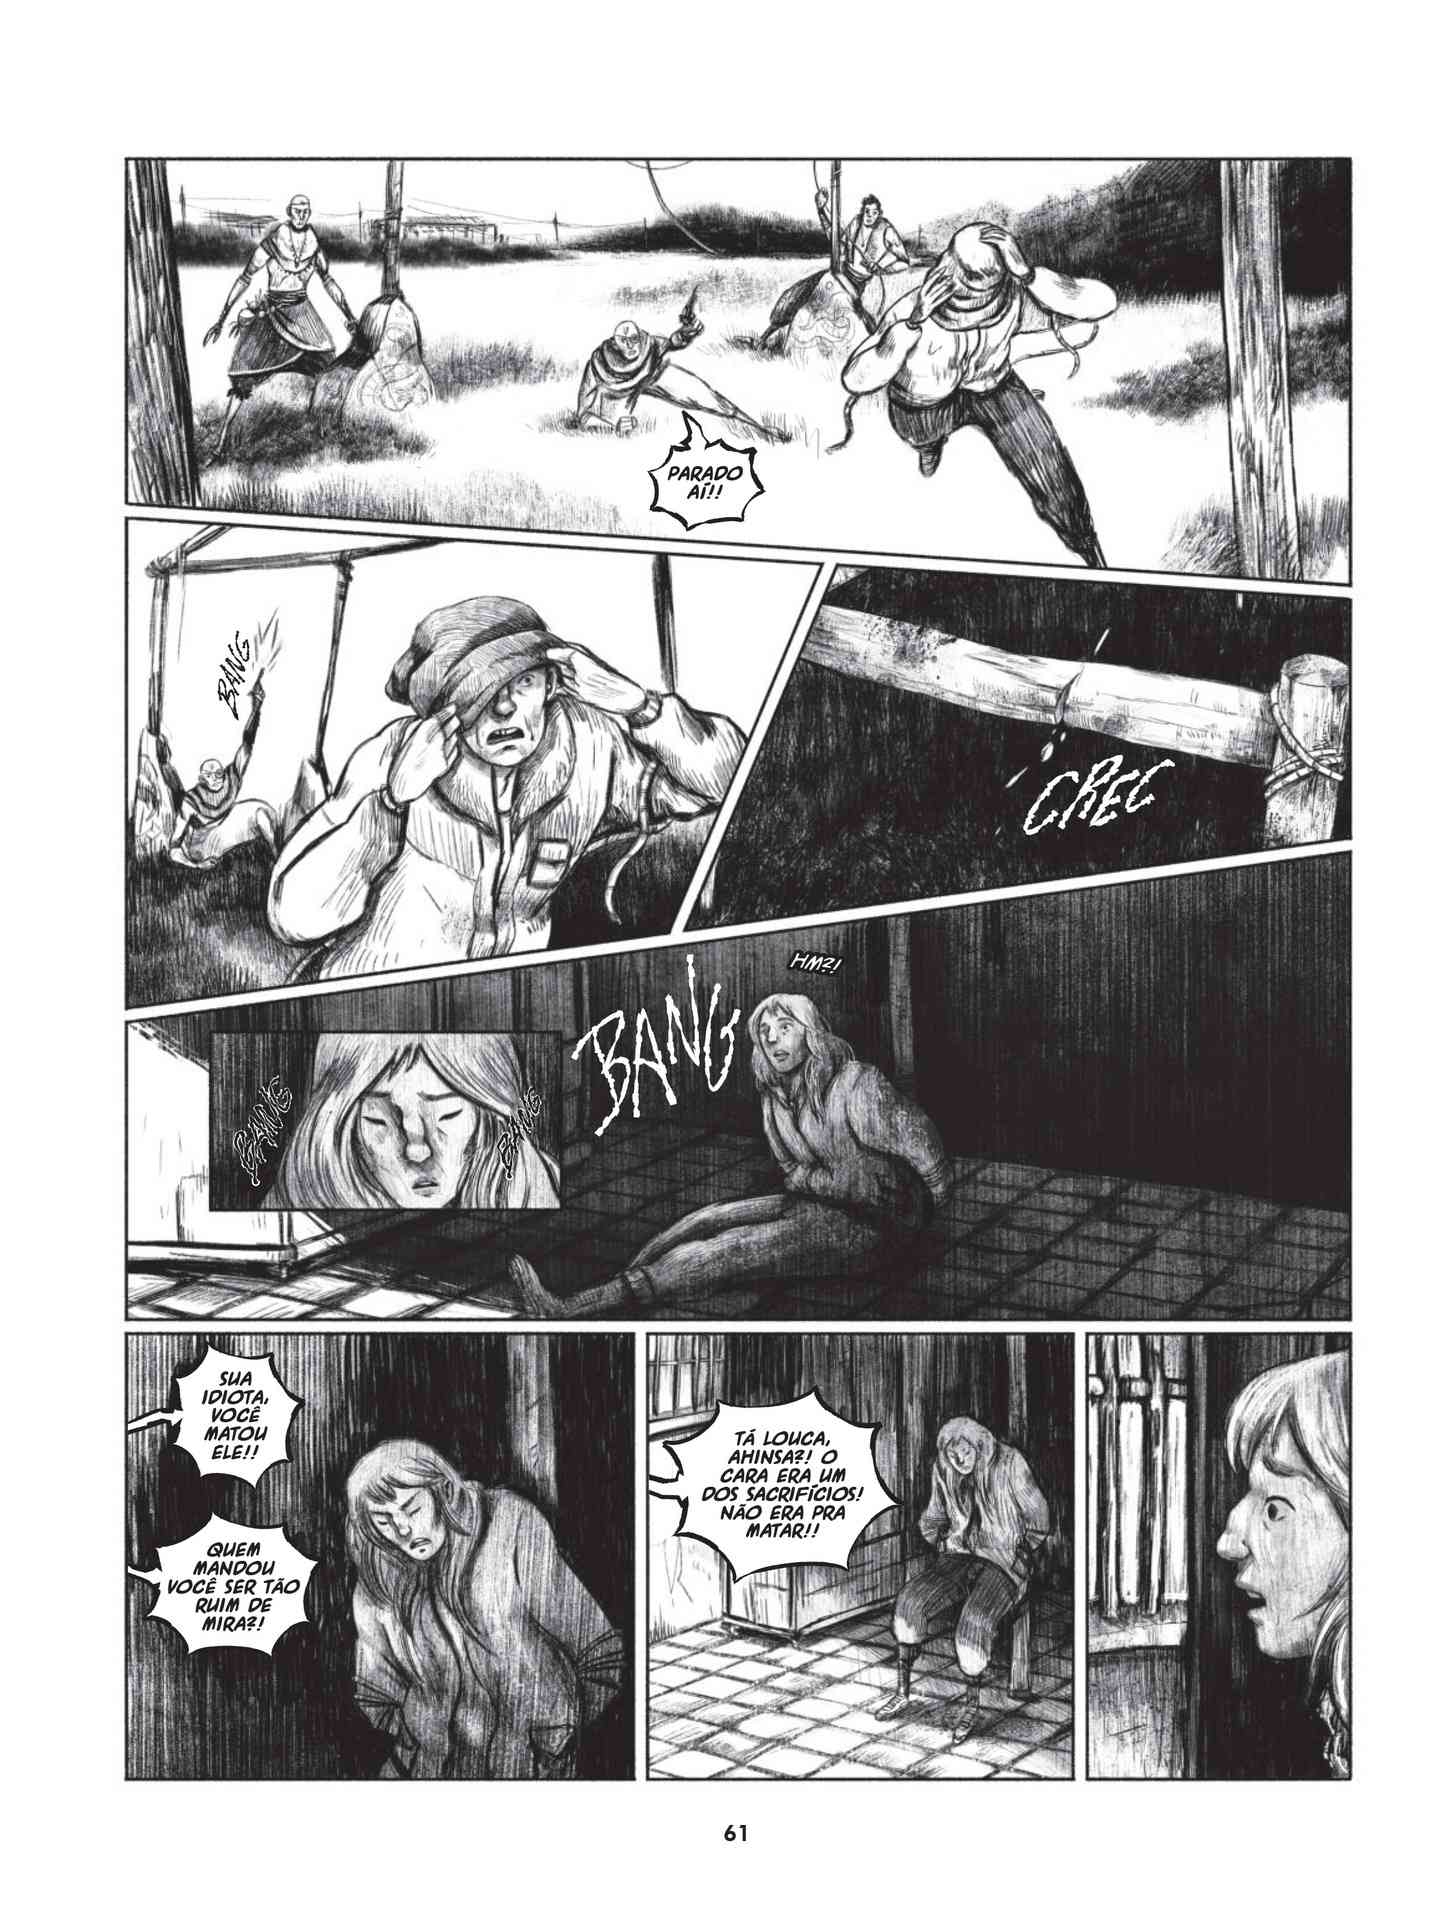 PARADO
AÍ!!
BANG
CREC
HM?!
BANG
BANG
BANG
SUA
IDIOTA,
VOCÊ
MATOU
ELE!!
QUEM
MANDOU
VOCÊ SER TÃO
RUIM DE
MIRA?!
TÁ LOUCA,
AHINSA?! O
CARA ERA UM
DOS SACRIFÍCIOS!
NÃO ERA PRA
MATAR!!
61